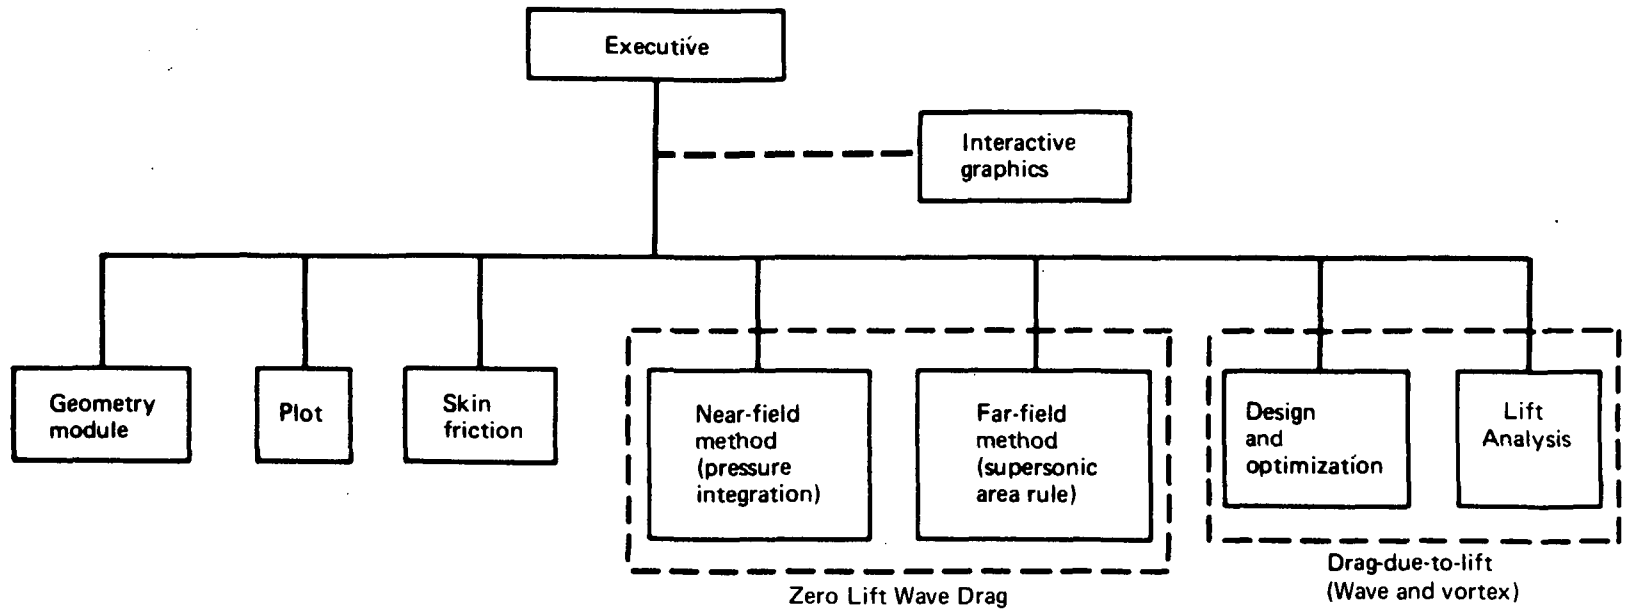 Executive
Interactive
graphics
Geometry
module
Plot
Skin
friction
Near-field
method
(pressure
integration)
Far-field
method
(supersonic
area rule)
Design
and
optimization
Lift
Analysis
Zero Lift Wave Drag
Drag-due-to-lift
(Wave and vortex)